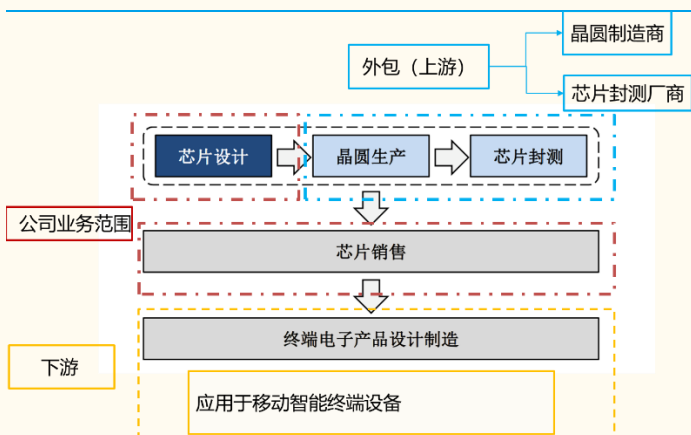 晶圆制造商
外包（上游）
芯片封测厂商
芯片设计
晶圆生产
芯片封测
公司业务范围
芯片销售
终端电子产品设计制造
下游
应用于移动智能终端设备